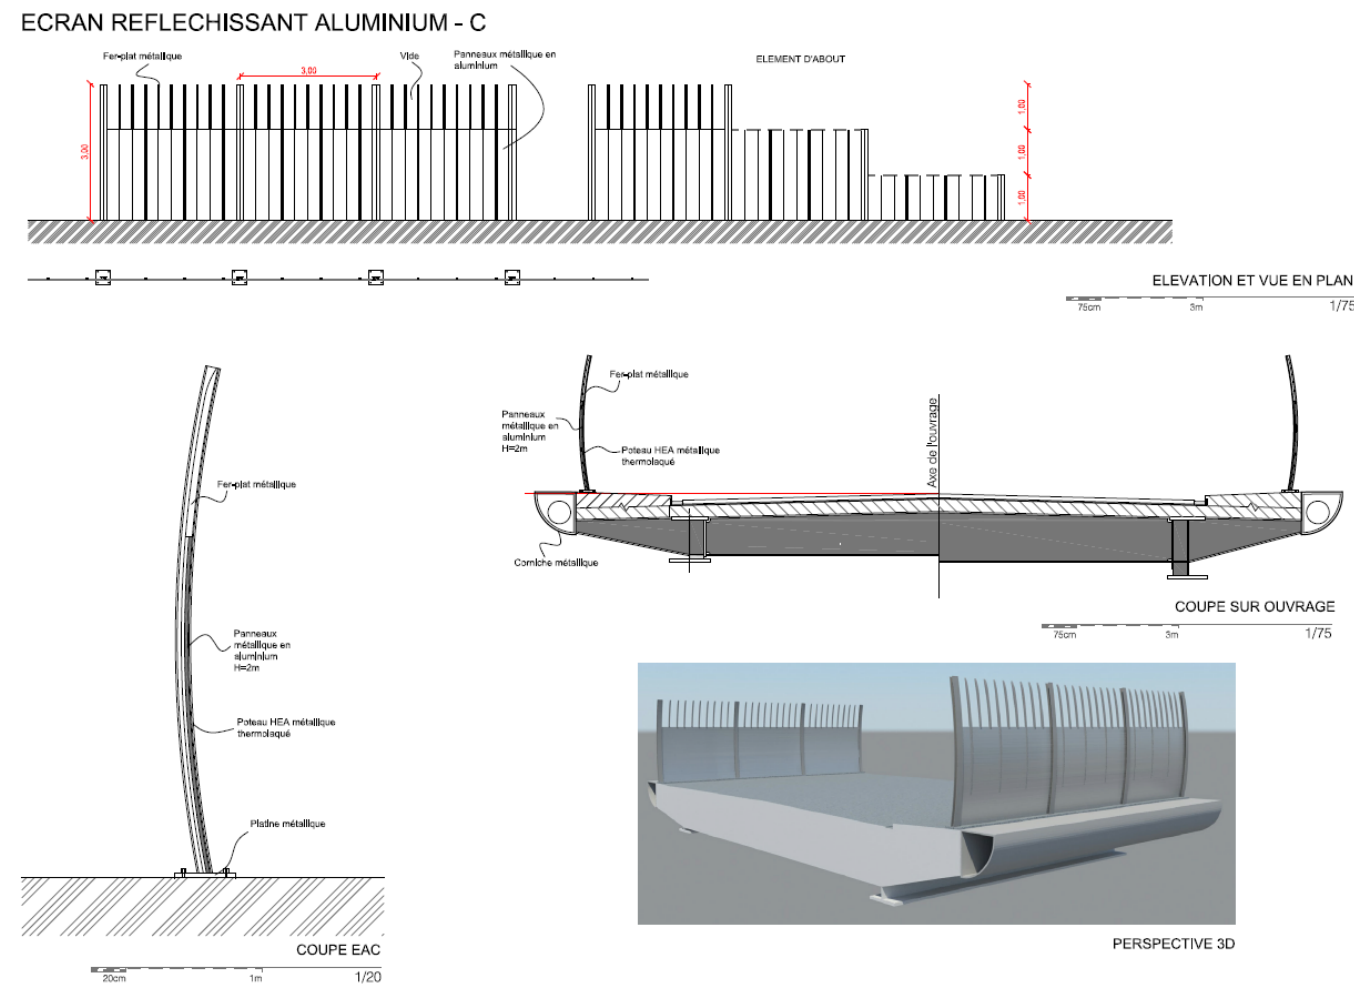 ECRAN REFLECHISSANT ALUMINIUM - C
Fer-plat métallique
Vide
Panneaux métallique en
aluminium
ELEMENT D'ABOUT
3,00
3,00
1,00
1,00
1,00
ELEVATION ET VUE EN PLAN
75cm
3m
1/75
Fer-plat métallique
Panneaux
métallique en
aluminium
H=2m
Poteau HEA métallique
thermolaqué
Platine métallique
COUPE EAC
20cm
1m
1/20
Fer-plat métallique
Panneaux
métallique en
aluminium
H=2m
Poteau HEA métallique
thermolaqué
Axe de l'ouvrage
Corniche métallique
COUPE SUR OUVRAGE
75cm
3m
1/75
PERSPECTIVE 3D